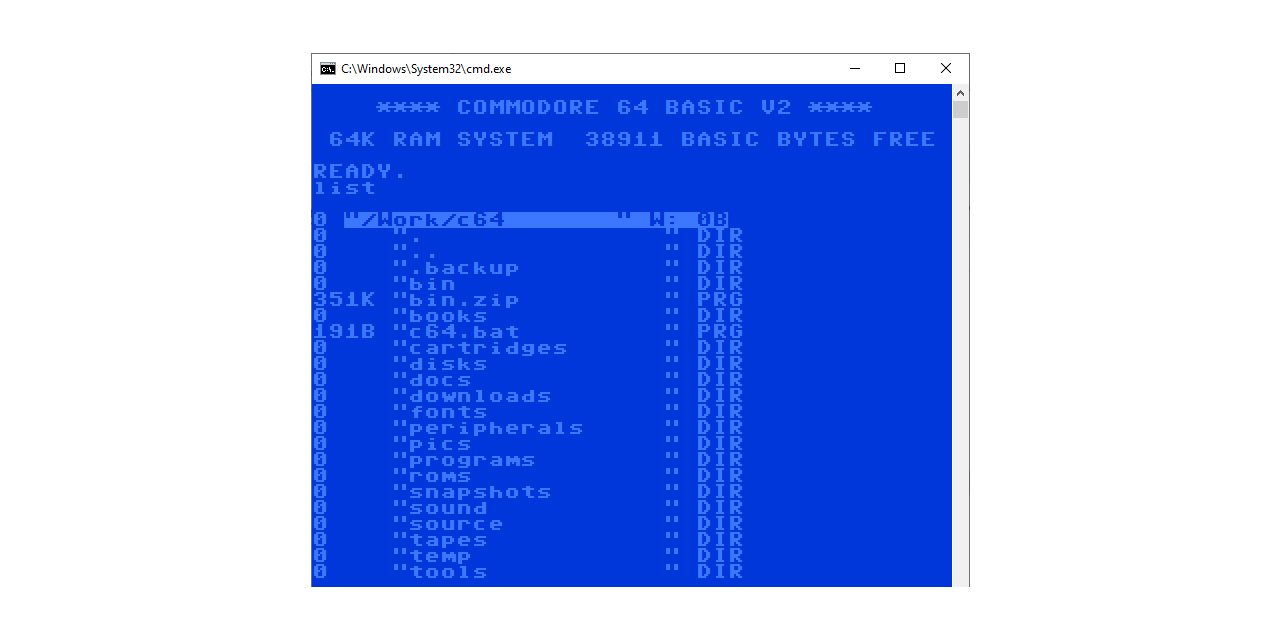 C:\Windows\System32\cmd.exe
**** COMMODORE 64 BASIC V2 ****
64K RAM SYSTEM  38911 BASIC BYTES FREE
READY.
list
0 "/Work/c64       " W: 0B
0    ".               " DIR
0    "..              " DIR
0    ".backup         " DIR
0    "bin             " DIR
351K "bin.zip         " PRG
0    "books           " DIR
191B "c64.bat         " PRG
0    "cartridges      " DIR
0    "disks           " DIR
0    "docs            " DIR
0    "downloads       " DIR
0    "fonts           " DIR
0    "peripherals     " DIR
0    "pics            " DIR
0    "programs        " DIR
0    "roms            " DIR
0    "snapshots       " DIR
0    "sound           " DIR
0    "source          " DIR
0    "tapes           " DIR
0    "temp            " DIR
0    "tools           " DIR